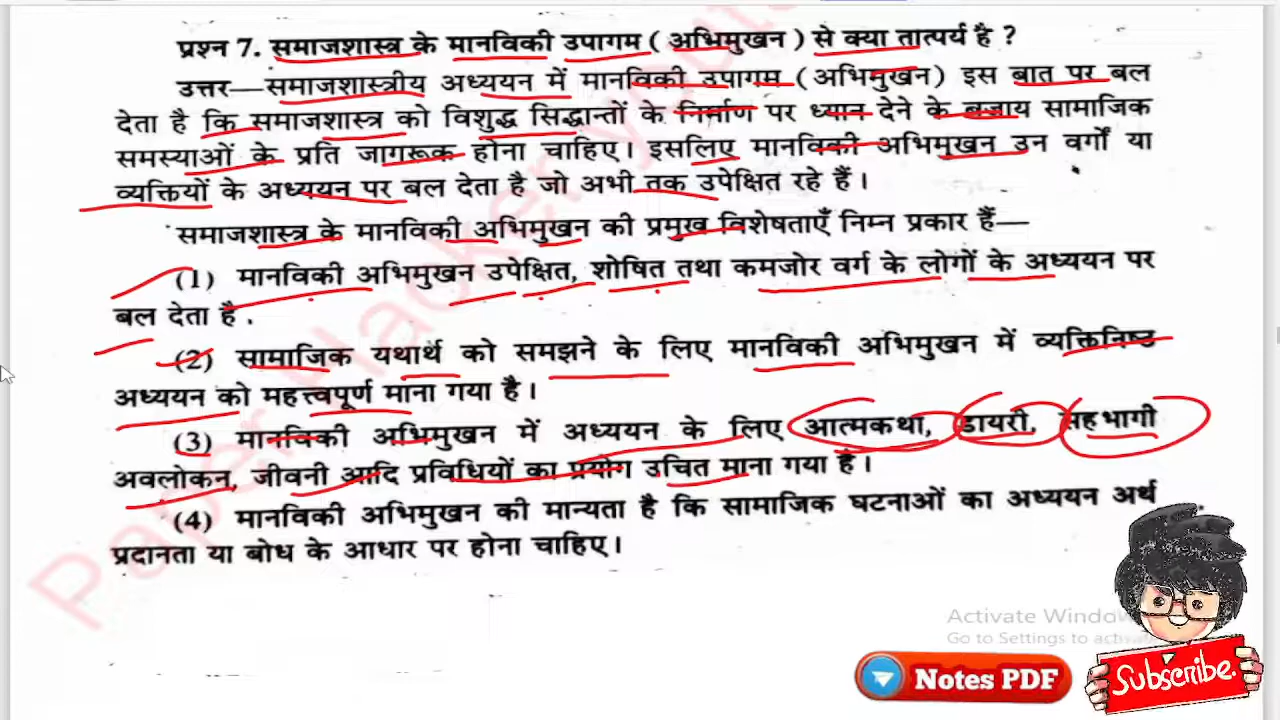 प्रश्न 7. समाजशास्त्र के मानविकी उपागम ( अभिमुखन ) से क्या तात्पर्य है ?
उत्तर—समाजशास्त्रीय अध्ययन में मानविकी उपागम (अभिमुखन) इस बात पर बल
देता है कि समाजशास्त्र को विशुद्ध सिद्धान्तों के निर्माण पर ध्यान देने के बजाय सामाजिक
समस्याओं के प्रति जागरूक होना चाहिए। इसलिए मानविकी अभिमुखन उन वर्गों या
व्यक्तियों के अध्ययन पर बल देता है जो अभी तक उपेक्षित रहे हैं।
समाजशास्त्र के मानविकी अभिमुखन की प्रमुख विशेषताएँ निम्न प्रकार हैं—
(1) मानविकी अभिमुखन उपेक्षित, शोषित तथा कमजोर वर्ग के लोगों के अध्ययन पर
बल देता है .
(2) सामाजिक यथार्थ को समझने के लिए मानविकी अभिमुखन में व्यक्तिनिष्ठ
अध्ययन को महत्त्वपूर्ण माना गया है।
(3) मानविकी अभिमुखन में अध्ययन के लिए आत्मकथा, डायरी, सहभागी
अवलोकन, जीवनी आदि प्रविधियों का प्रयोग उचित माना गया है।
(4) मानविकी अभिमुखन की मान्यता है कि सामाजिक घटनाओं का अध्ययन अर्थ
प्रदानता या बोध के आधार पर होना चाहिए।
Activate Window
Go to Settings to activa
Notes PDF
Subscribe.